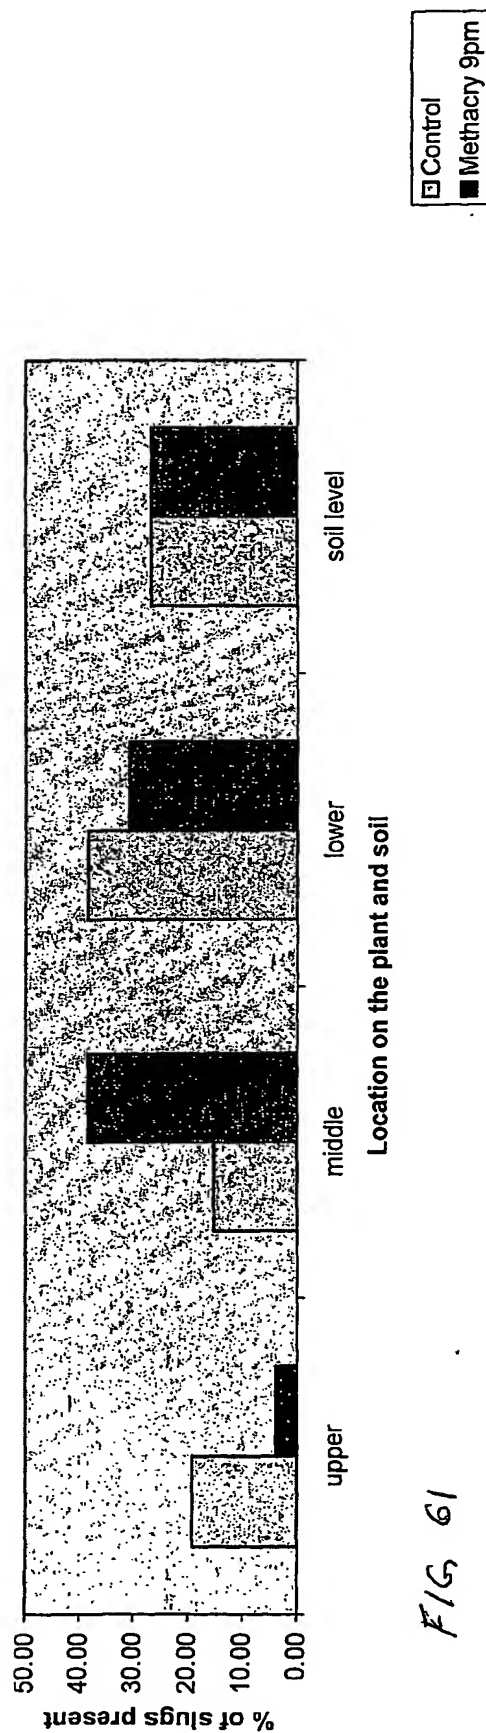 50.00
40.00
30.00
20.00
10.00
0.00
% of slugs present
upper
middle
lower
soil level
Location on the plant and soil
Control
Methacry 9pm
FIG, 61